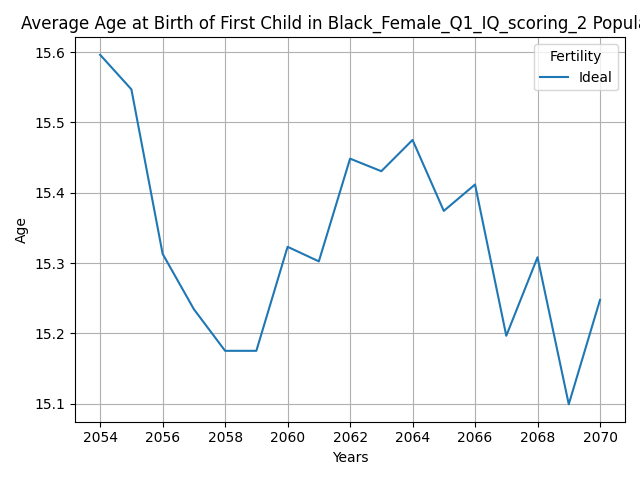 Average Age at Birth of First Child in Black_Female_Q1_IQ_scoring_2 Popula
Fertility
Ideal
15.6
15.5
15.4
15.3
15.2
15.1
Age
2054 2056 2058 2060 2062 2064 2066 2068 2070
Years